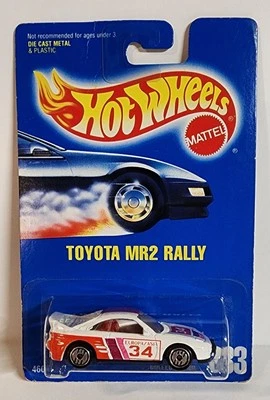 Not recommended for ages under 3.
DIE CAST METAL
& PLASTIC
HOT WHEELS
MATTEL
TOYOTA MR2 RALLY
34